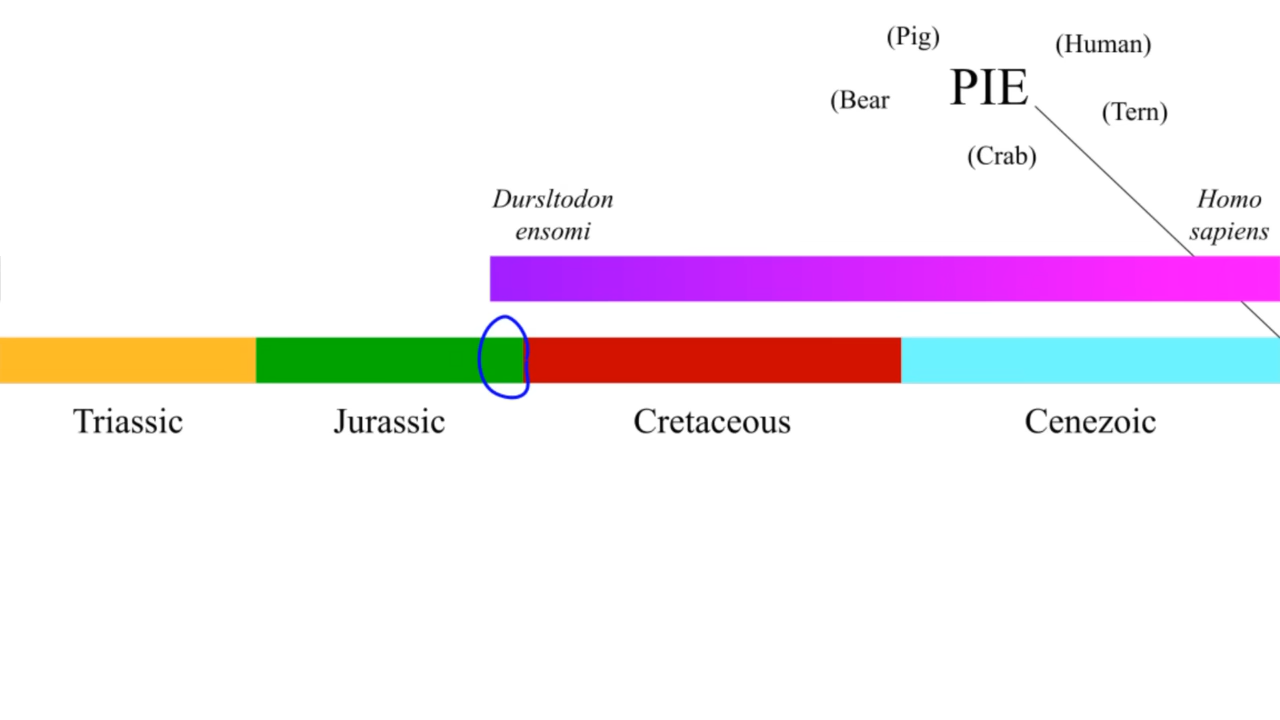 (Pig)
(Human)
(Bear
PIE
(Tern)
(Crab)
Dursltodon
ensomi
Homo
sapiens
Triassic
Jurassic
Cretaceous
Cenezoic